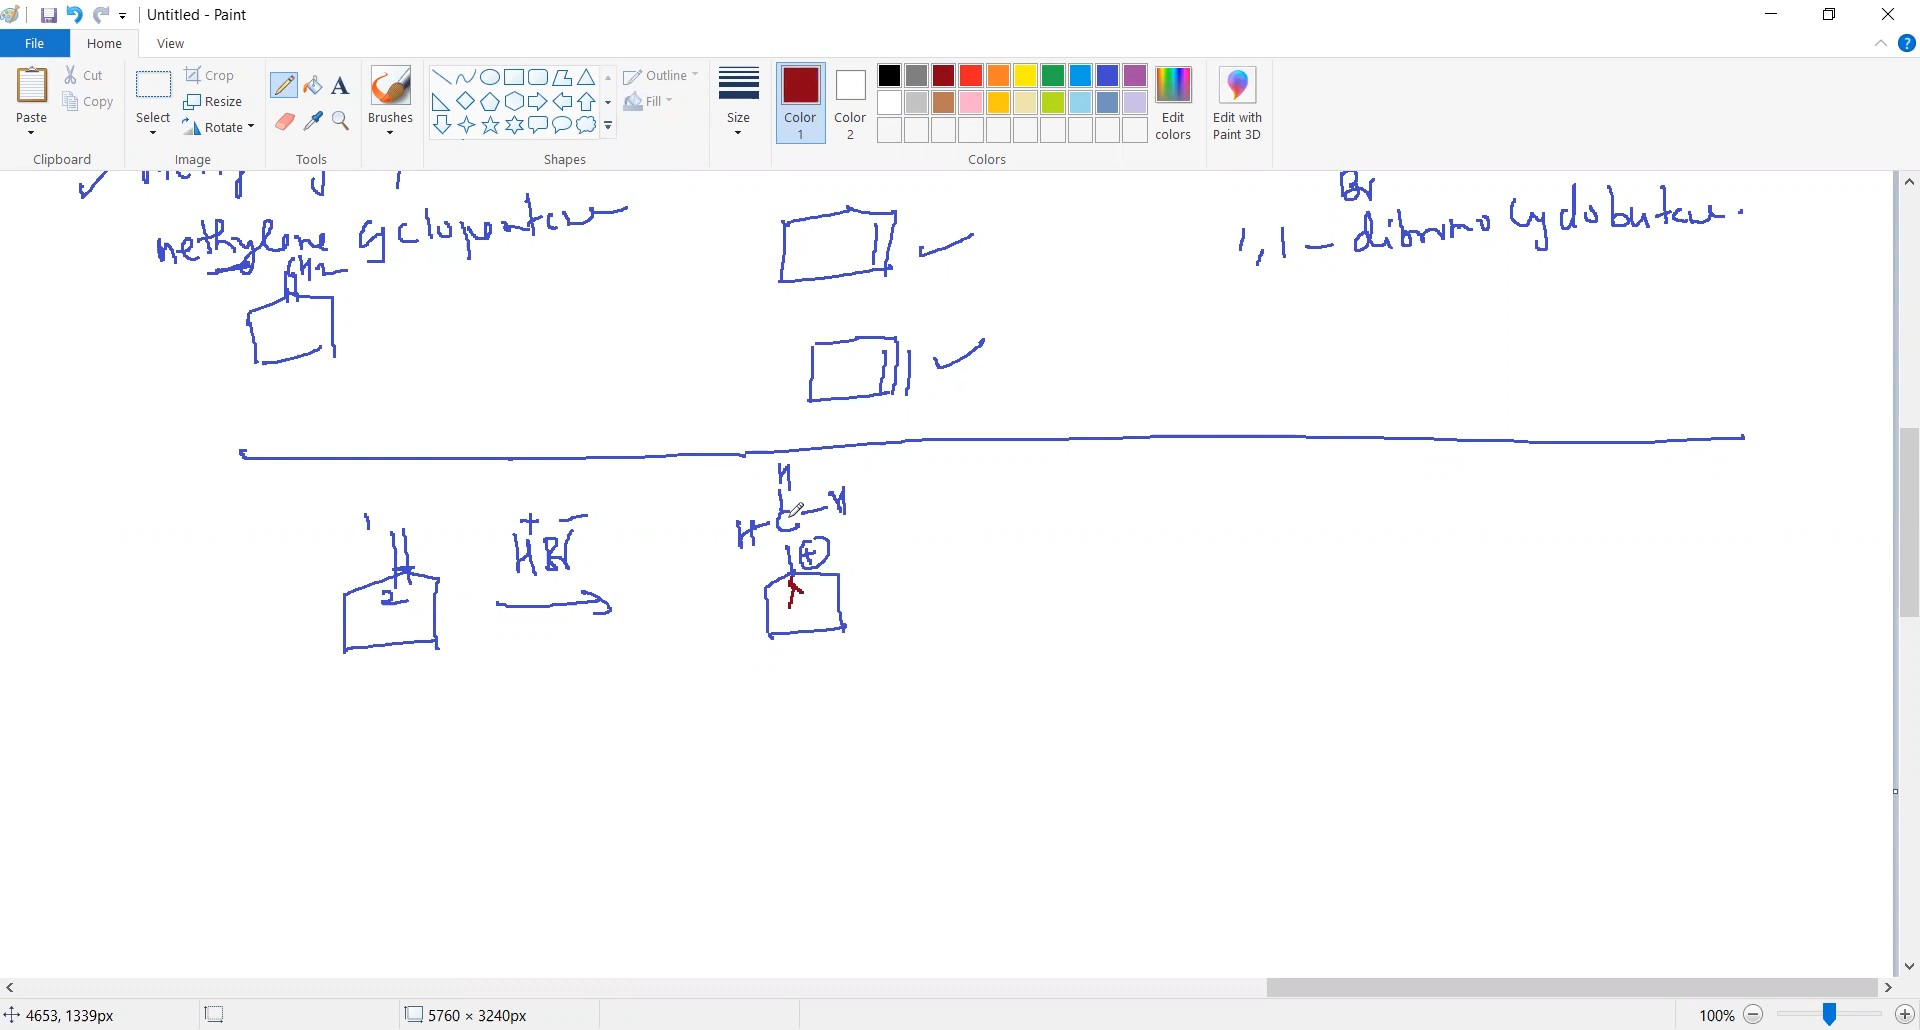 Untitled - Paint
File
Home
View
Paste
Cut
Copy
Clipboard
Select
Crop
Resize
Rotate
Image
A
Tools
Brushes
Outline
Fill
Shapes
Size
Color 1
Color 2
Edit colors
Colors
Edit with Paint 3D
?
methylene cyclopentane
CH2
Br
1,1 - dibromo cyclobutane.
1
2
+ -
HBr
H
H C H
+
4653, 1339px
5760 × 3240px
100%